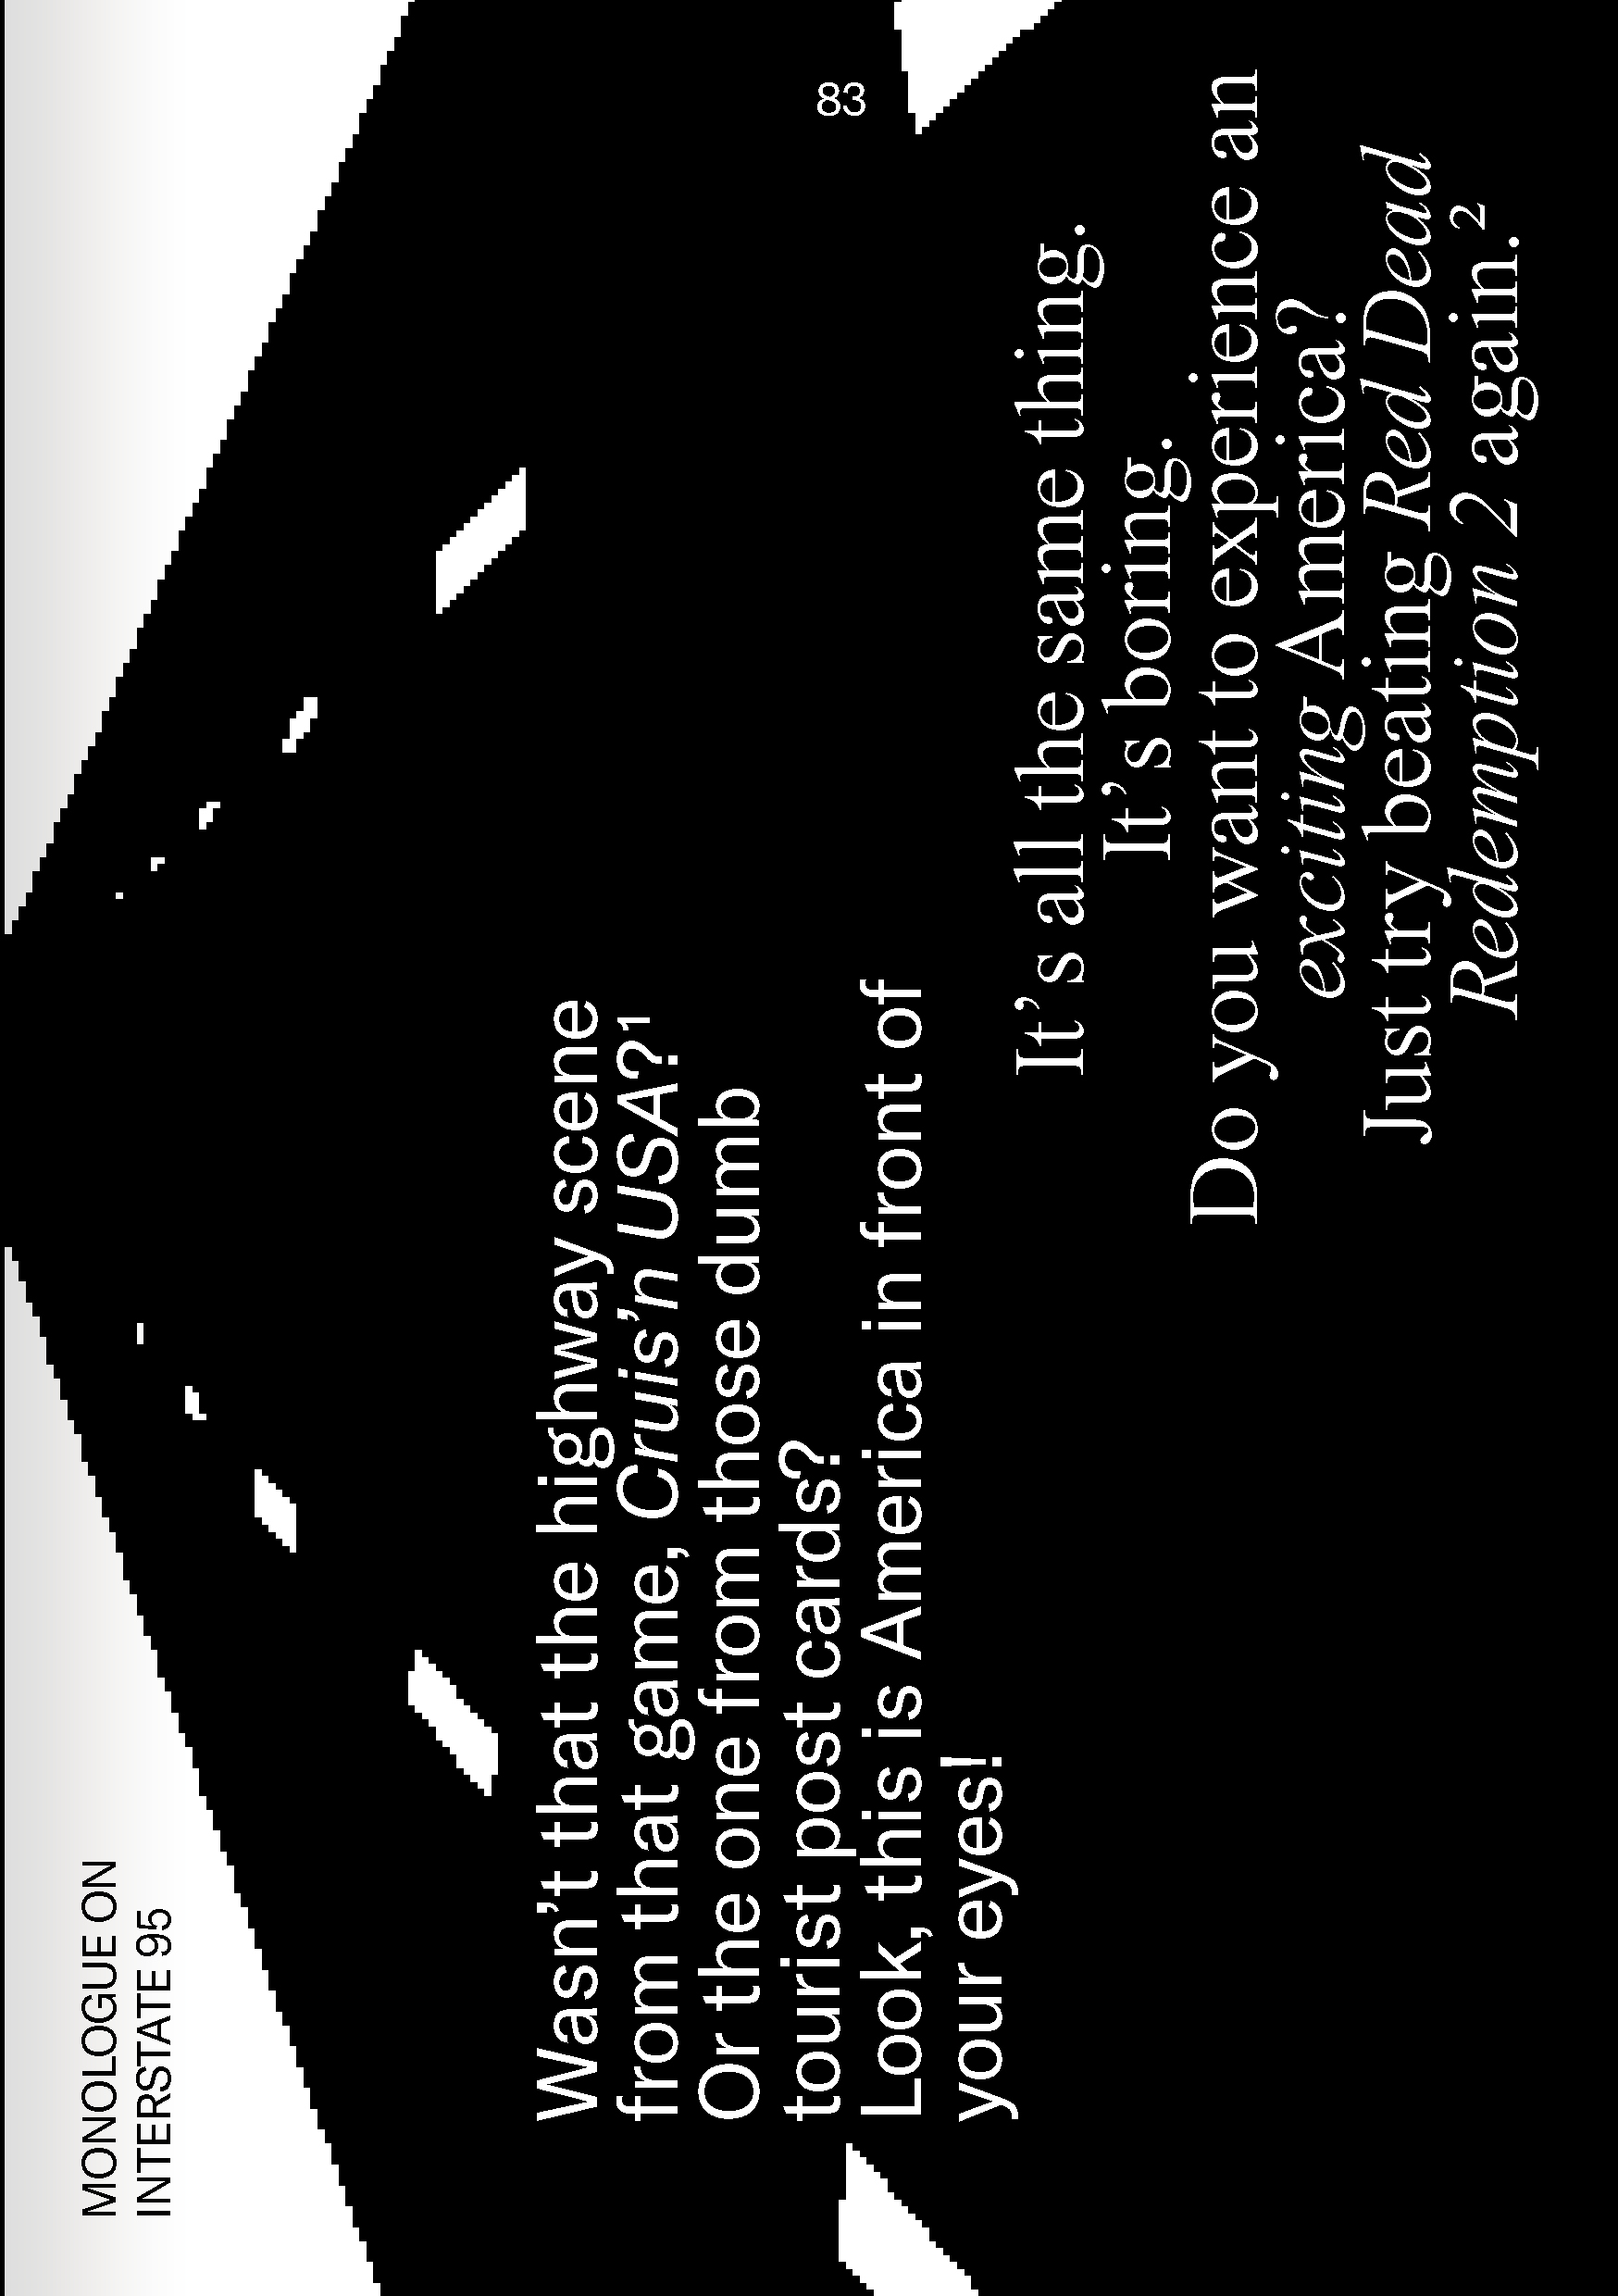 MONOLOGUE ON
INTERSTATE 95
Wasn’t that the highway scene
from that game, Cruis’n USA?¹
Or the one from those dumb
tourist post cards?
Look, this is America in front of
your eyes!
It’s all the same thing.
It’s boring.
Do you want to experience an
exciting America?
Just try beating Red Dead
Redemption 2 again.²
83